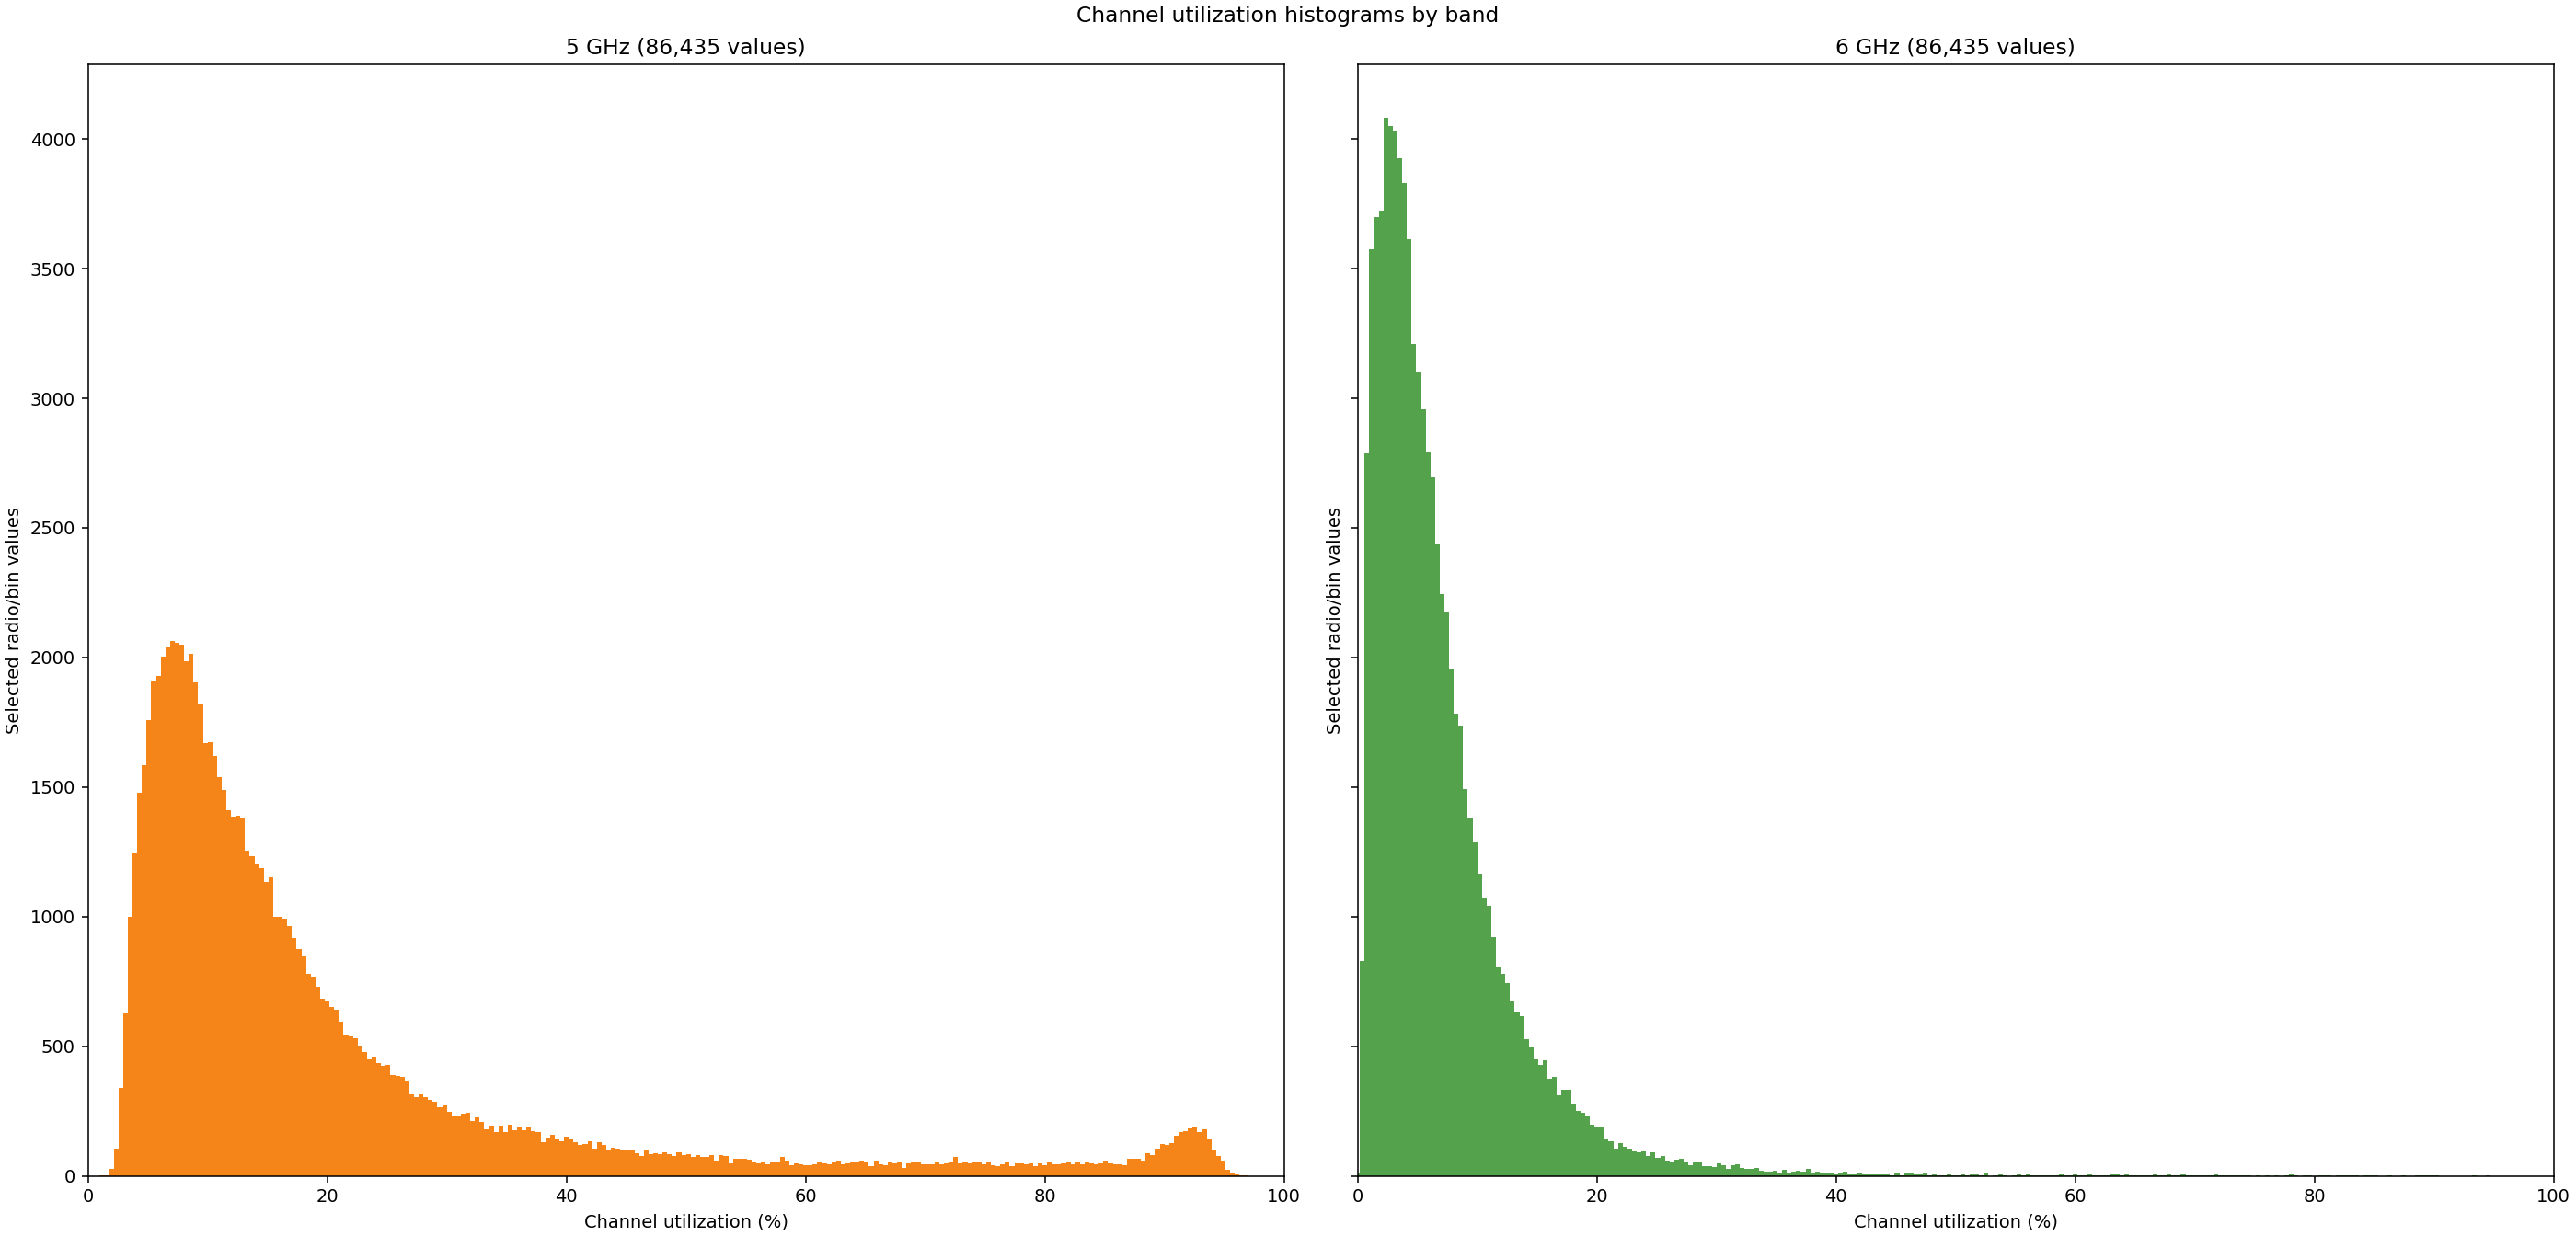 Channel utilization histograms by band
5 GHz (86,435 values)
4000
3500
3000
2500
2000
1500
1000
500
0
Selected radio/bin values
0 20 40 60 80 100
Channel utilization (%)
6 GHz (86,435 values)
Selected radio/bin values
0 20 40 60 80 100
Channel utilization (%)